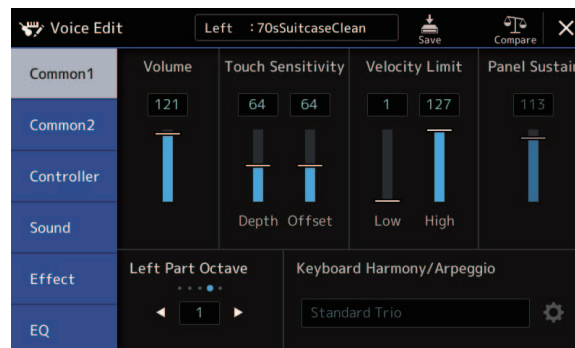 Voice Edit
Left :70sSuitcaseClean
Save
Compare
Common1
Common2
Controller
Sound
Effect
EQ
Volume
121
Touch Sensitivity
64 64
Depth Offset
Velocity Limit
1 127
Low High
Panel Sustain
113
Left Part Octave
1
Keyboard Harmony/Arpeggio
Standard Trio